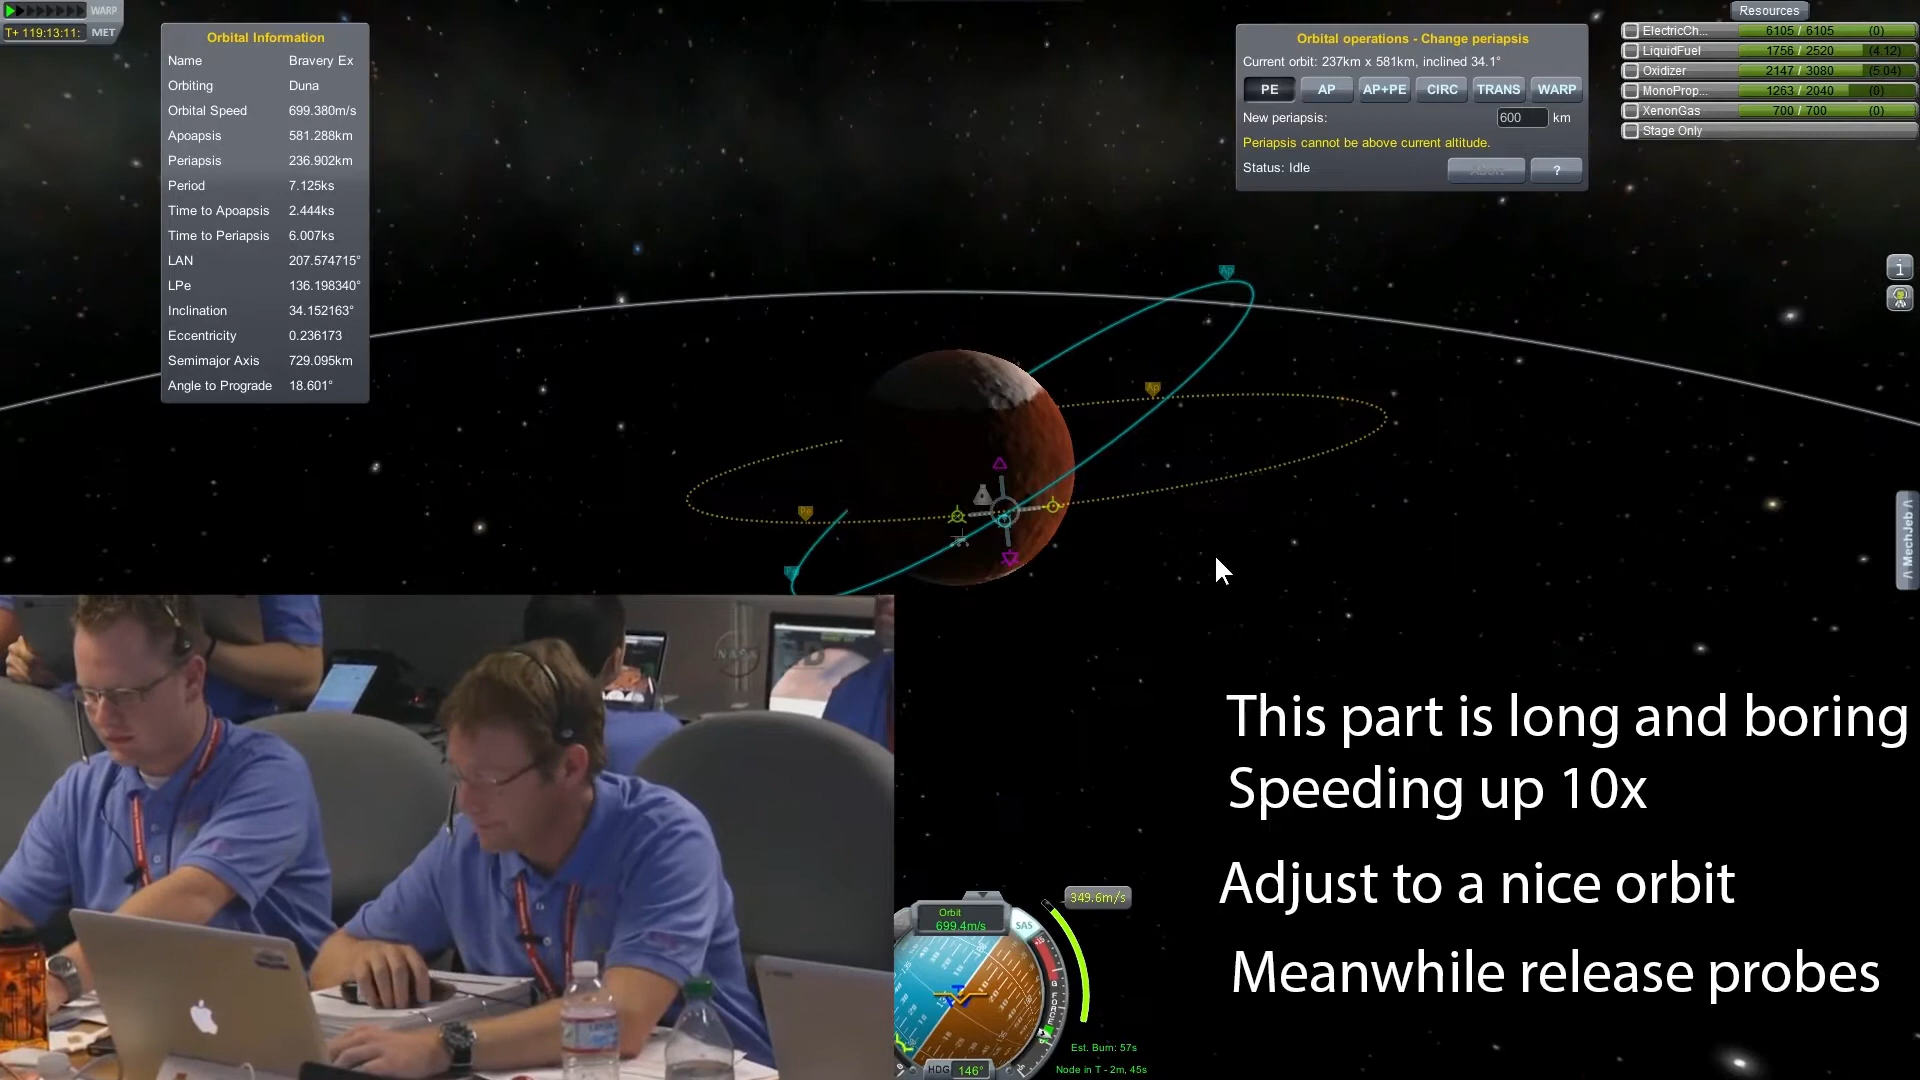 WARP
T+ 119:13:11:
MET
Orbital Information
Name Bravery Ex
Orbiting Duna
Orbital Speed 699.380m/s
Apoapsis 581.288km
Periapsis 236.902km
Period 7.125ks
Time to Apoapsis 2.444ks
Time to Periapsis 6.007ks
LAN 207.574715°
LPe 136.198340°
Inclination 34.152163°
Eccentricity 0.236173
Semimajor Axis 729.095km
Angle to Prograde 18.601°
Orbital operations - Change periapsis
Current orbit: 237km x 581km, inclined 34.1°
PE AP AP+PE CIRC TRANS WARP
New periapsis: 600 km
Periapsis cannot be above current altitude.
Status: Idle
?
Resources
ElectricCh... 6105 / 6105 (0)
LiquidFuel 1756 / 2520 (4.12)
Oxidizer 2147 / 3080 (5.04)
MonoProp... 1263 / 2040 (0)
XenonGas 700 / 700 (0)
Stage Only
i
Ap
Ap
Pe
Pe
/\ MechJeb /\
NASA
This part is long and boring
Speeding up 10x
Adjust to a nice orbit
Meanwhile release probes
349.6m/s
Orbit
699.4m/s
SAS
G FORCE
HDG 146°
Est. Burn: 57s
Node in T - 2m, 45s